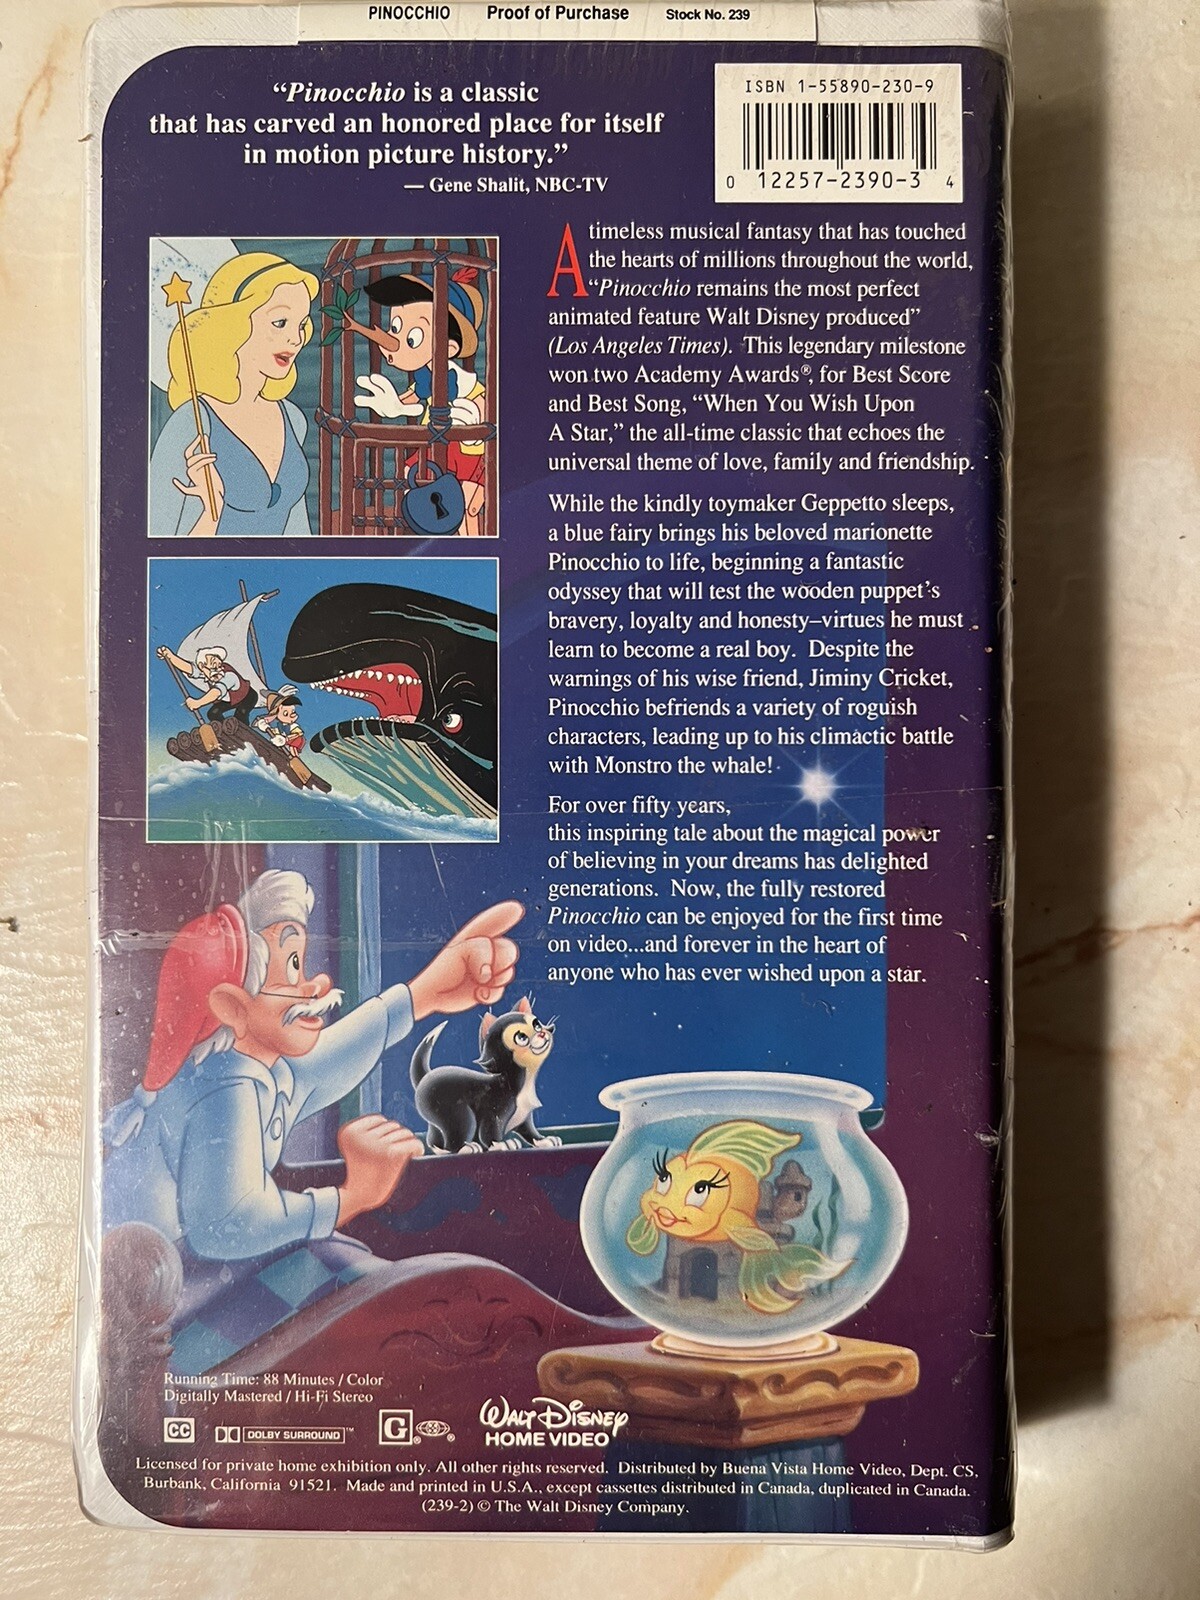 PINOCCHIO Proof of Purchase Stock No. 239
“Pinocchio is a classic
that has carved an honored place for itself
in motion picture history.”
— Gene Shalit, NBC-TV
ISBN 1-55890-230-9
0 12257-2390-3 4
A timeless musical fantasy that has touched
the hearts of millions throughout the world,
“Pinocchio remains the most perfect
animated feature Walt Disney produced”
(Los Angeles Times). This legendary milestone
won two Academy Awards®, for Best Score
and Best Song, “When You Wish Upon
A Star,” the all-time classic that echoes the
universal theme of love, family and friendship.
While the kindly toymaker Geppetto sleeps,
a blue fairy brings his beloved marionette
Pinocchio to life, beginning a fantastic
odyssey that will test the wooden puppet’s
bravery, loyalty and honesty–virtues he must
learn to become a real boy. Despite the
warnings of his wise friend, Jiminy Cricket,
Pinocchio befriends a variety of roguish
characters, leading up to his climactic battle
with Monstro the whale!
For over fifty years,
this inspiring tale about the magical power
of believing in your dreams has delighted
generations. Now, the fully restored
Pinocchio can be enjoyed for the first time
on video...and forever in the heart of
anyone who has ever wished upon a star.
Running Time: 88 Minutes / Color
Digitally Mastered / Hi-Fi Stereo
CC DOLBY SURROUND™ G WALT DISNEY
HOME VIDEO
Licensed for private home exhibition only. All other rights reserved. Distributed by Buena Vista Home Video, Dept. CS,
Burbank, California 91521. Made and printed in U.S.A., except cassettes distributed in Canada, duplicated in Canada.
(239-2) © The Walt Disney Company.